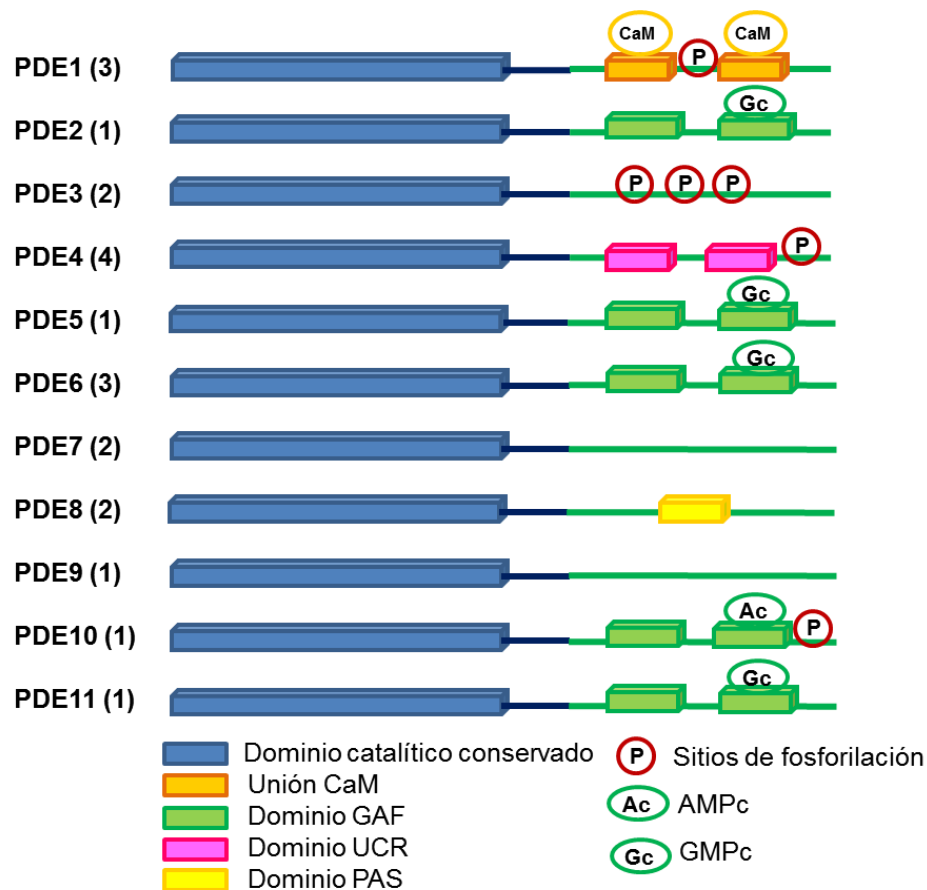 CaM CaM
PDE1 (3) P
Gc
PDE2 (1)
PDE3 (2) P P P
PDE4 (4) P
Gc
PDE5 (1)
Gc
PDE6 (3)
PDE7 (2)
PDE8 (2)
PDE9 (1)
Ac
PDE10 (1) P
Gc
PDE11 (1)
Dominio catalítico conservado P Sitios de fosforilación
Unión CaM
Dominio GAF Ac AMPc
Dominio UCR Gc GMPc
Dominio PAS